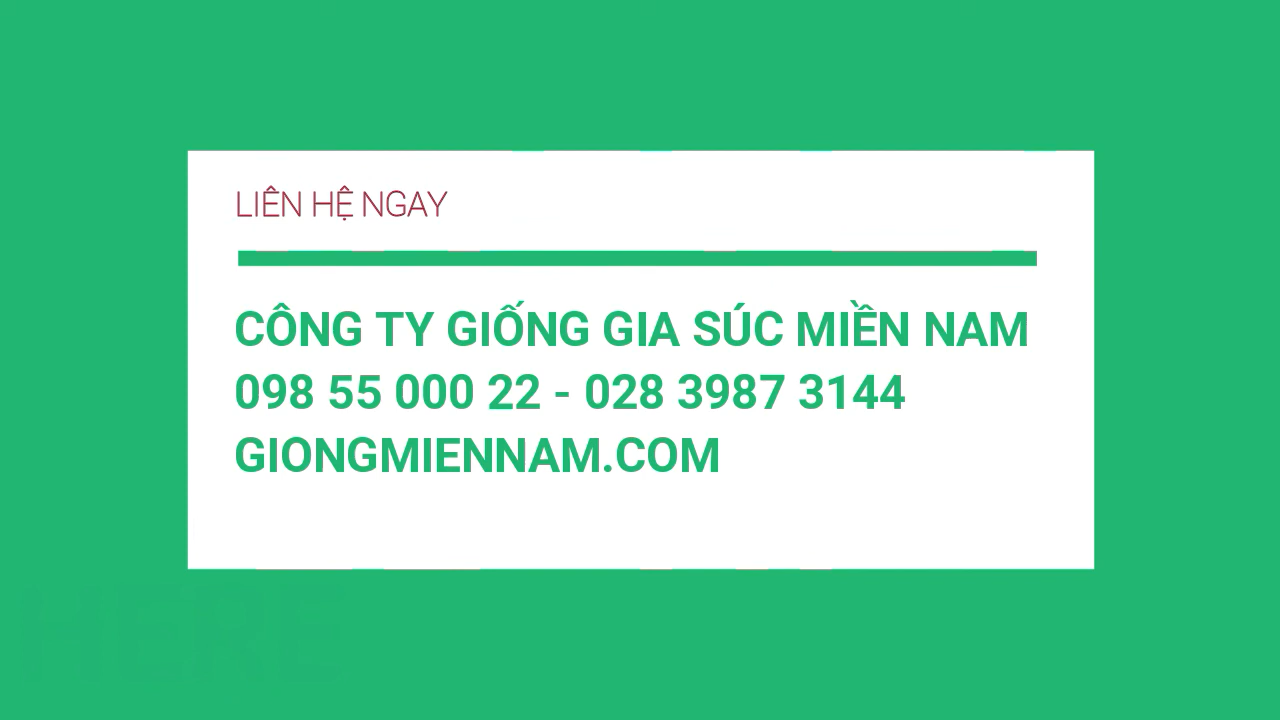 LIÊN HỆ NGAY
CÔNG TY GIỐNG GIA SÚC MIỀN NAM
098 55 000 22 - 028 3987 3144
GIONGMIENNAM.COM
HERE